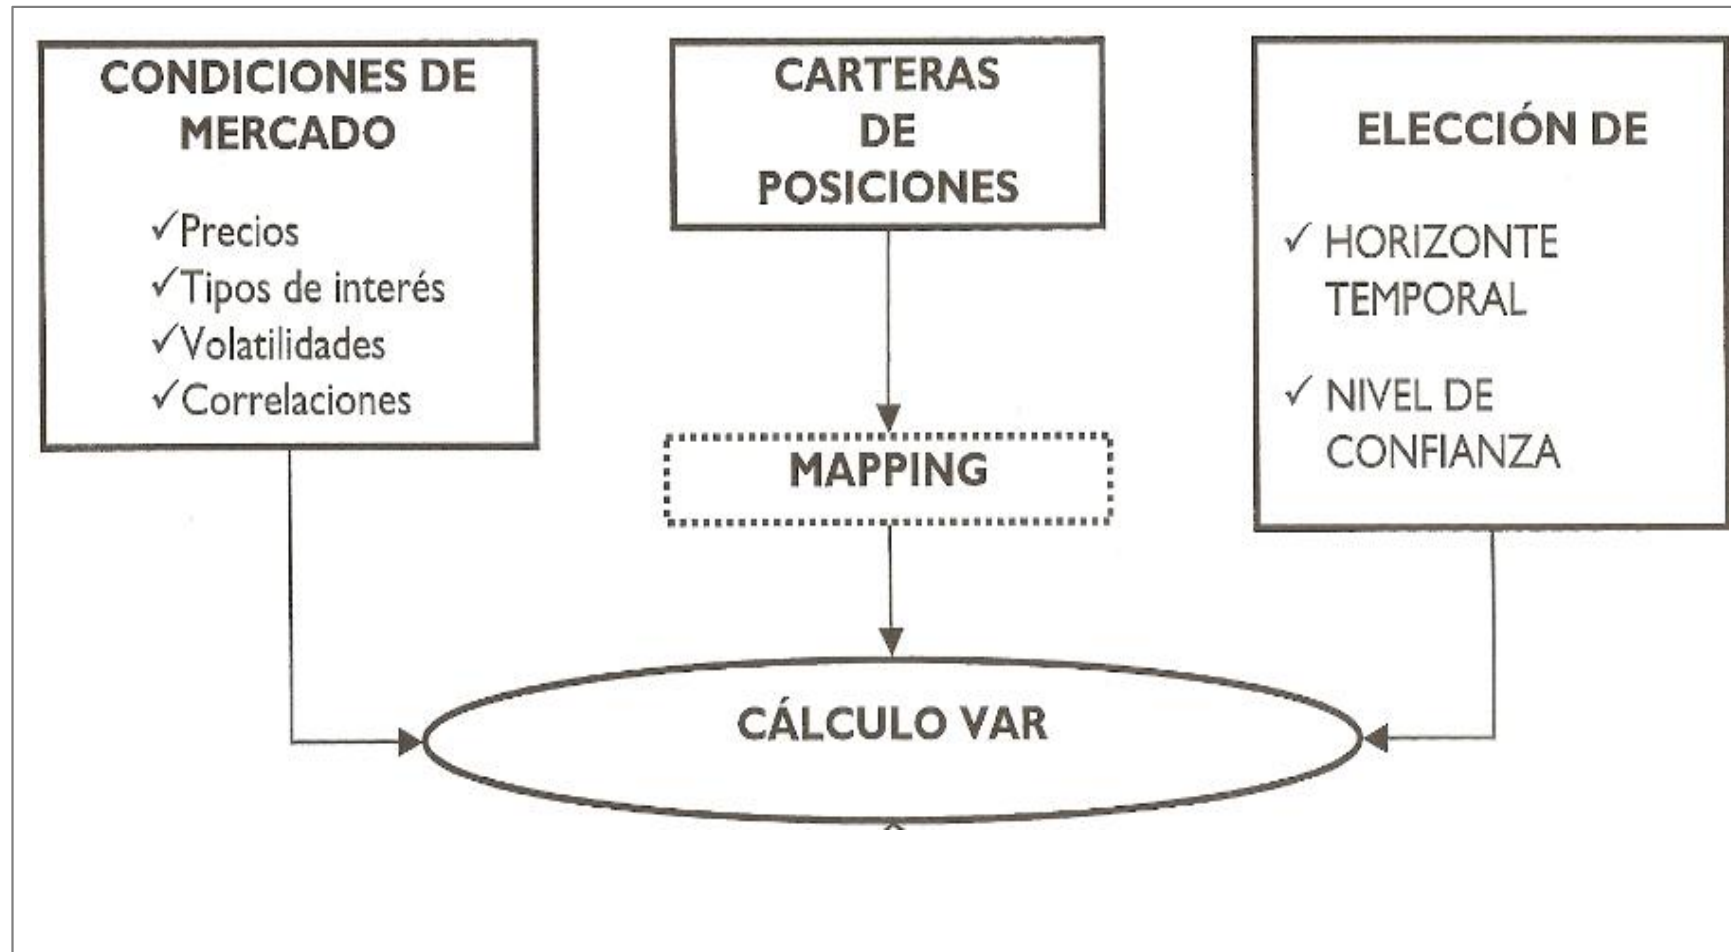 CONDICIONES DE
MERCADO
✓Precios
✓Tipos de interés
✓Volatilidades
✓Correlaciones
CARTERAS
DE
POSICIONES
MAPPING
ELECCIÓN DE
✓ HORIZONTE
TEMPORAL
✓ NIVEL DE
CONFIANZA
CÁLCULO VAR